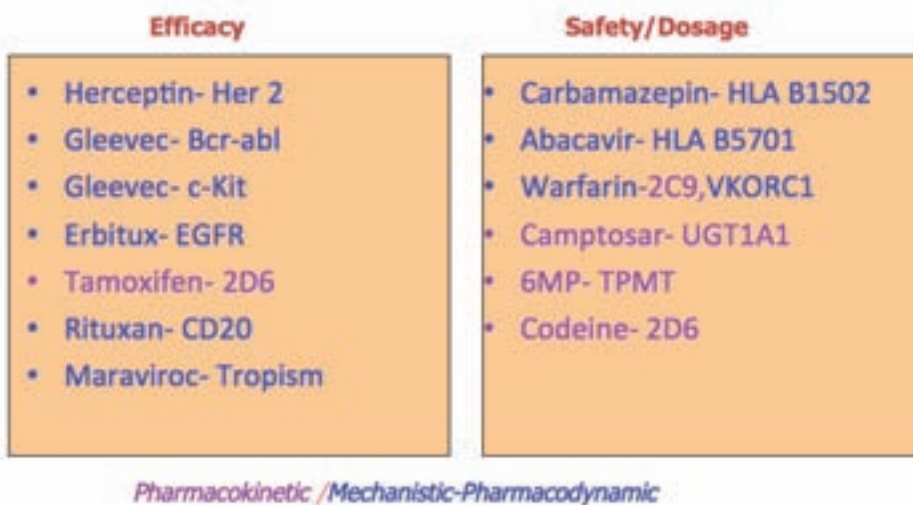 Efficacy
• Herceptin- Her 2
• Gleevec- Bcr-abl
• Gleevec- c-Kit
• Erbitux- EGFR
• Tamoxifen- 2D6
• Rituxan- CD20
• Maraviroc- Tropism
Safety/Dosage
• Carbamazepin- HLA B1502
• Abacavir- HLA B5701
• Warfarin-2C9,VKORC1
• Camptosar- UGT1A1
• 6MP- TPMT
• Codeine- 2D6
Pharmacokinetic /Mechanistic-Pharmacodynamic